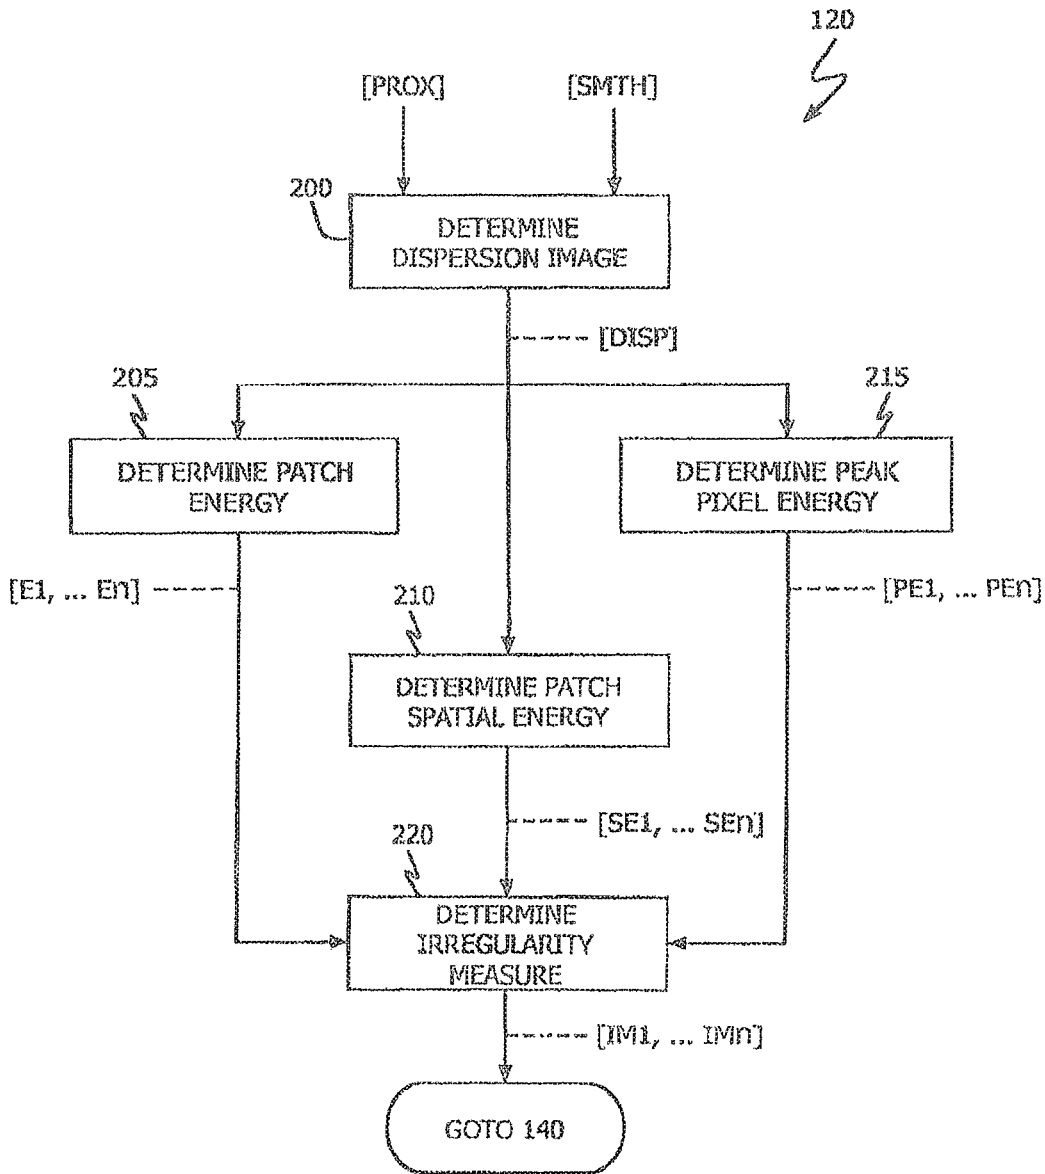 120
[PROX]
[SMTH]
200
DETERMINE
DISPERSION IMAGE
[DISP]
205
215
DETERMINE PATCH
ENERGY
DETERMINE PEAK
PIXEL ENERGY
[E1, ... En]
[PE1, ... PEn]
210
DETERMINE PATCH
SPATIAL ENERGY
[SE1, ... SEn]
220
DETERMINE
IRREGULARITY
MEASURE
[IM1, ... IMn]
GOTO 140